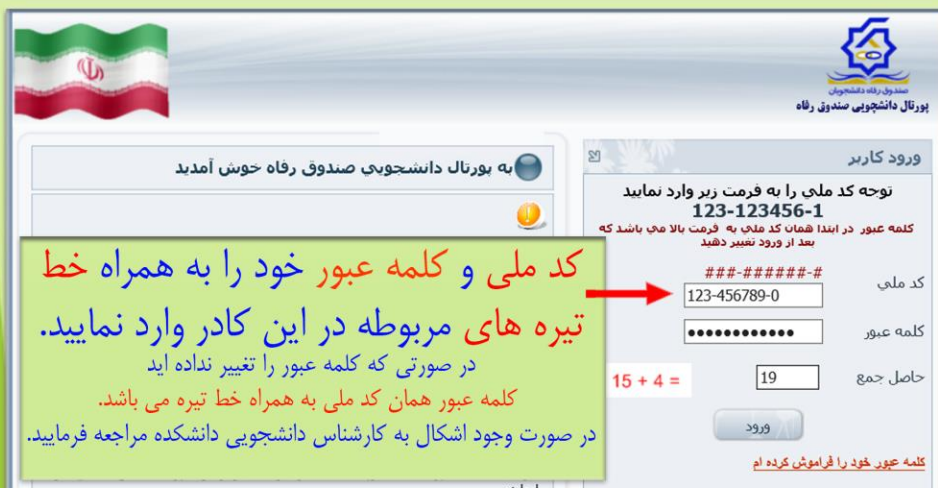 صندوق رفاه دانشجویان
پورتال دانشجویی صندوق رفاه
ورود کاربر
توجه کد ملي را به فرمت زیر وارد نمایید
123-123456-1
کلمه عبور در ابتدا همان کد ملي به فرمت بالا مي باشد که
بعد از ورود تغییر دهید
###-######-#
کد ملي
123-456789-0
کلمه عبور
●●●●●●●●●●●●
حاصل جمع
19
15 + 4 =
ورود
کلمه عبور خود را فراموش کرده ام
به پورتال دانشجويي صندوق رفاه خوش آمدید
کد ملی و کلمه عبور خود را به همراه خط
تیره های مربوطه در این کادر وارد نمایید.
در صورتی که کلمه عبور را تغییر نداده اید
کلمه عبور همان کد ملی به همراه خط تیره می باشد.
در صورت وجود اشکال به کارشناس دانشجویی دانشکده مراجعه فرمایید.